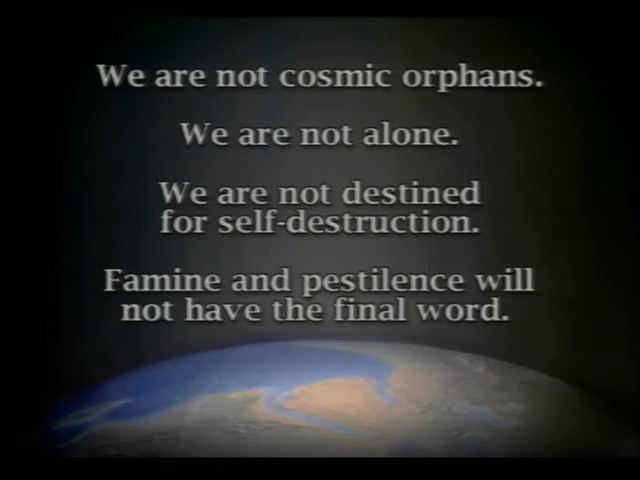 We are not cosmic orphans.
We are not alone.
We are not destined
for self-destruction.
Famine and pestilence will
not have the final word.